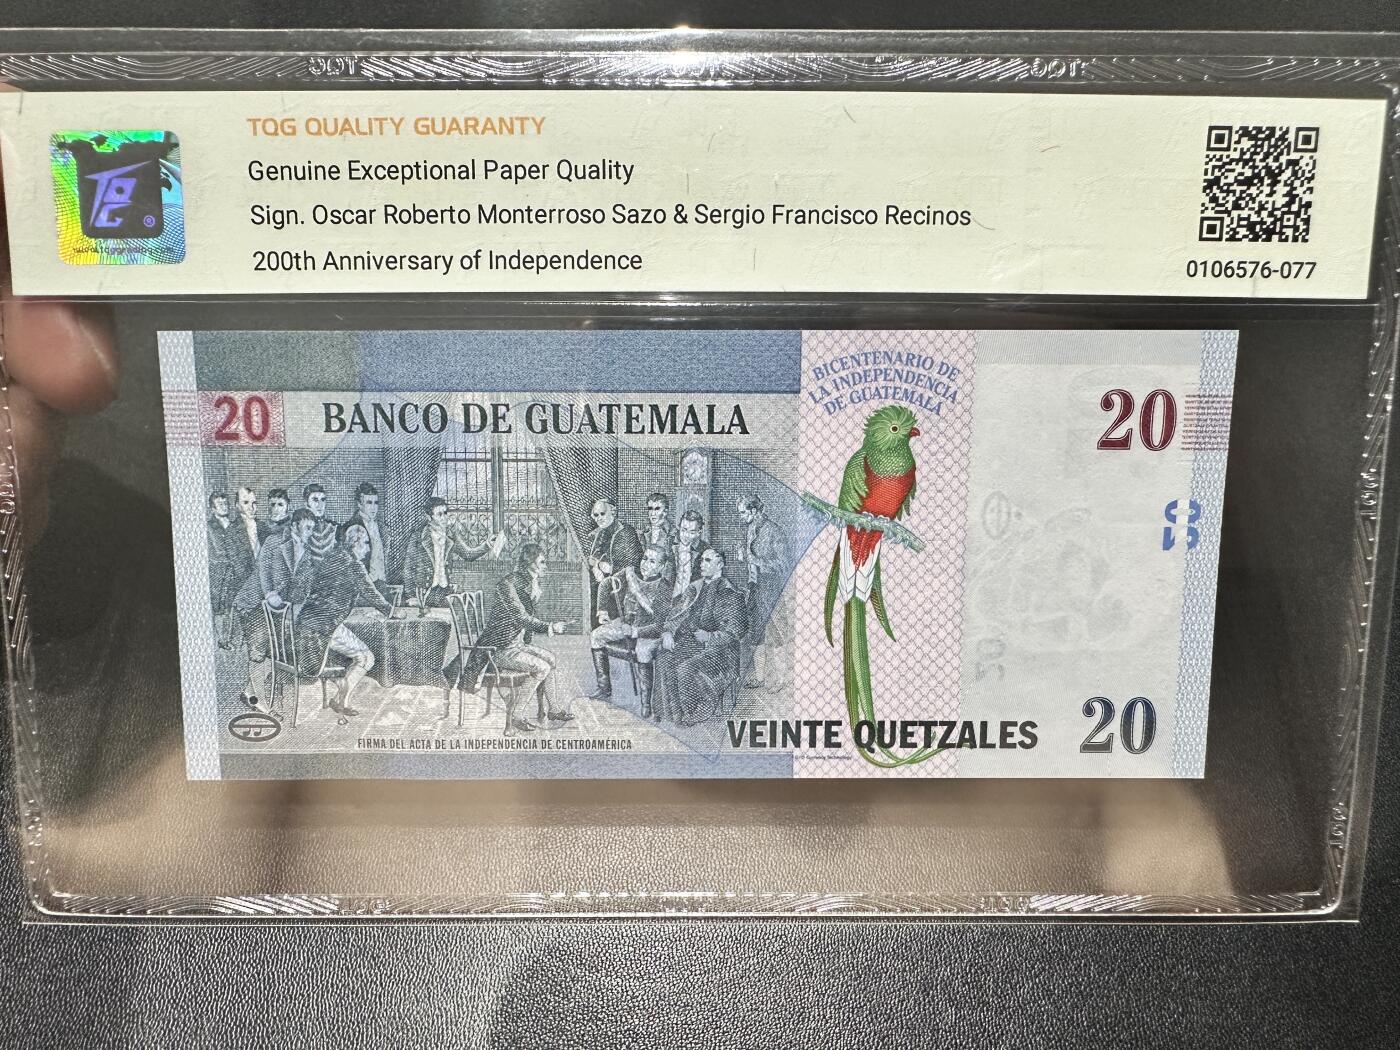 TQG QUALITY GUARANTY
Genuine Exceptional Paper Quality
Sign. Oscar Roberto Monterroso Sazo & Sergio Francisco Recinos
200th Anniversary of Independence
0106576-077
BICENTENARIO DE
LA INDEPENDENCIA
DE GUATEMALA
20
BANCO DE GUATEMALA
20
FIRMA DEL ACTA DE LA INDEPENDENCIA DE CENTROAMÉRICA
VEINTE QUETZALES
20